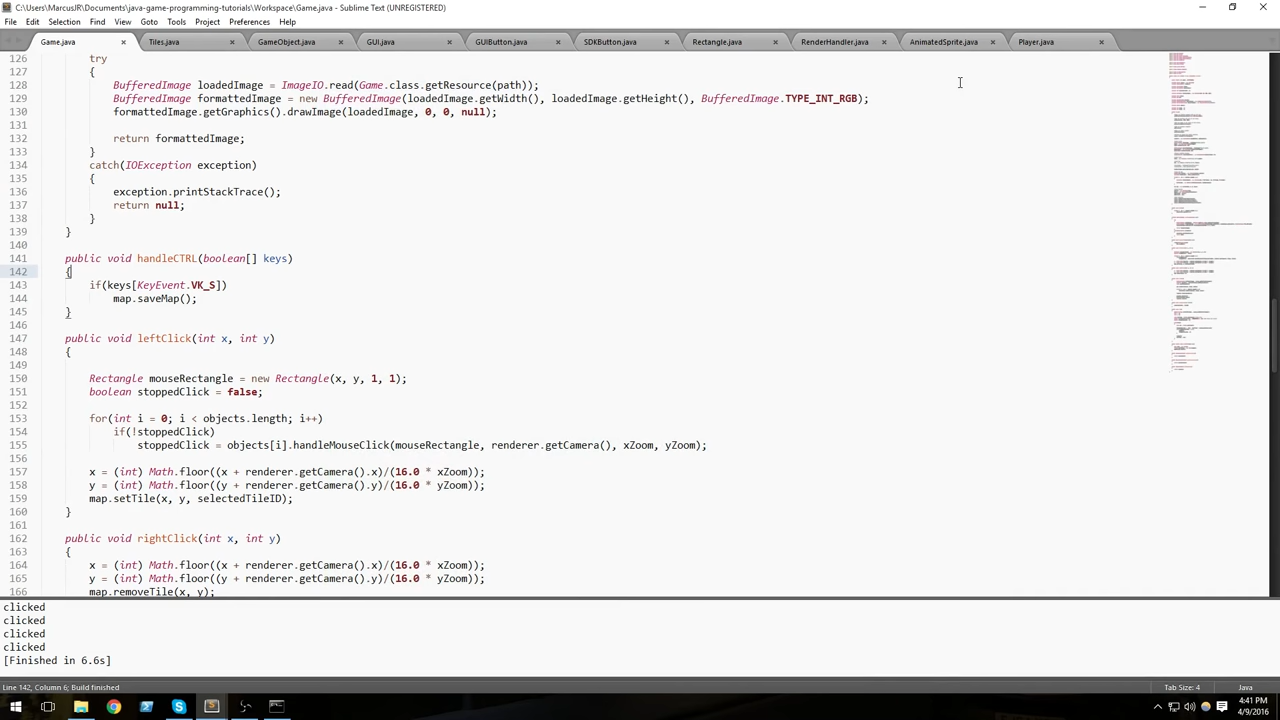 C:\Users\MarcusJR\Documents\java-game-programming-tutorials\Workspace\Game.java - Sublime Text (UNREGISTERED)
File Edit Selection Find View Goto Tools Project Preferences Help
Game.java Tiles.java GameObject.java GUI.java GUIButton.java SDKButton.java Rectangle.java RenderHandler.java AnimatedSprite.java Player.java
126 try
127 {
128 BufferedImage loadedImage = ImageIO.read(Game.class.getResource(path));
129 BufferedImage formattedImage = new BufferedImage(loadedImage.getWidth(), loadedImage.getHeight(), BufferedImage.TYPE_INT_RGB);
130 formattedImage.getGraphics().drawImage(loadedImage, 0, 0, null);
131
132 return formattedImage;
133 }
134 catch(IOException exception)
135 {
136 exception.printStackTrace();
137 return null;
138 }
139 }
140
141 public void handleCTRL(boolean[] keys)
142 {
143 if(keys[KeyEvent.VK_S])
144 map.saveMap();
145 }
146
147 public void leftClick(int x, int y)
148 {
149
150 Rectangle mouseRectangle = new Rectangle(x, y, 1, 1);
151 boolean stoppedClick = false;
152
153 for(int i = 0; i < objects.length; i++)
154 if(!stoppedClick)
155 stoppedClick = objects[i].handleMouseClick(mouseRectangle, renderer.getCamera(), xZoom, yZoom);
156
157 x = (int) Math.floor((x + renderer.getCamera().x)/(16.0 * xZoom));
158 y = (int) Math.floor((y + renderer.getCamera().y)/(16.0 * yZoom));
159 map.setTile(x, y, selectedTileID);
160 }
161
162 public void rightClick(int x, int y)
163 {
164 x = (int) Math.floor((x + renderer.getCamera().x)/(16.0 * xZoom));
165 y = (int) Math.floor((y + renderer.getCamera().y)/(16.0 * yZoom));
166 map.removeTile(x, y);
clicked
clicked
clicked
clicked
[Finished in 6.6s]
Line 142, Column 6; Build finished Tab Size: 4 Java
4:41 PM
4/9/2016